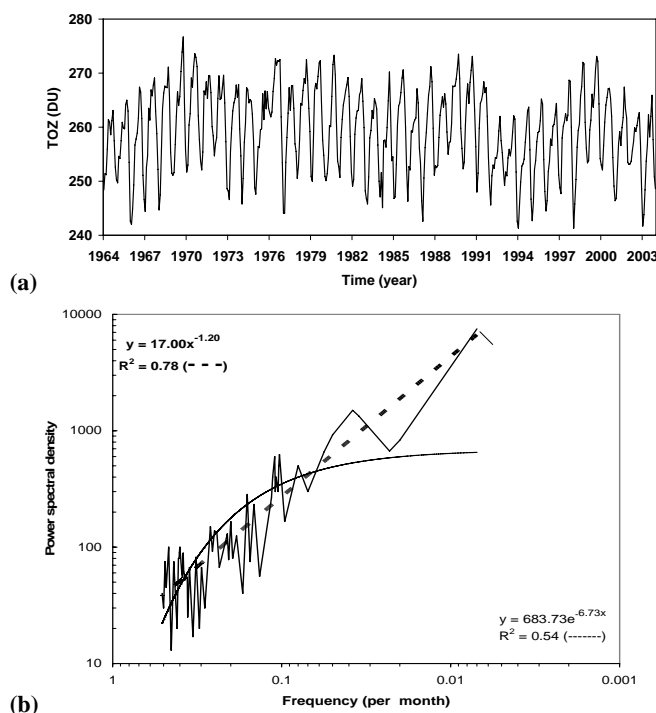 280
270
260
250
240
TOZ (DU)
1964 1967 1970 1973 1976 1979 1982 1985 1988 1991 1994 1997 2000 2003
Time (year)
(a)
10000
1000
100
10
Power spectral density
y = 17.00x^-1.20
R² = 0.78 (- - -)
y = 683.73e^-6.73x
R² = 0.54 (-------)
1 0.1 0.01 0.001
Frequency (per month)
(b)